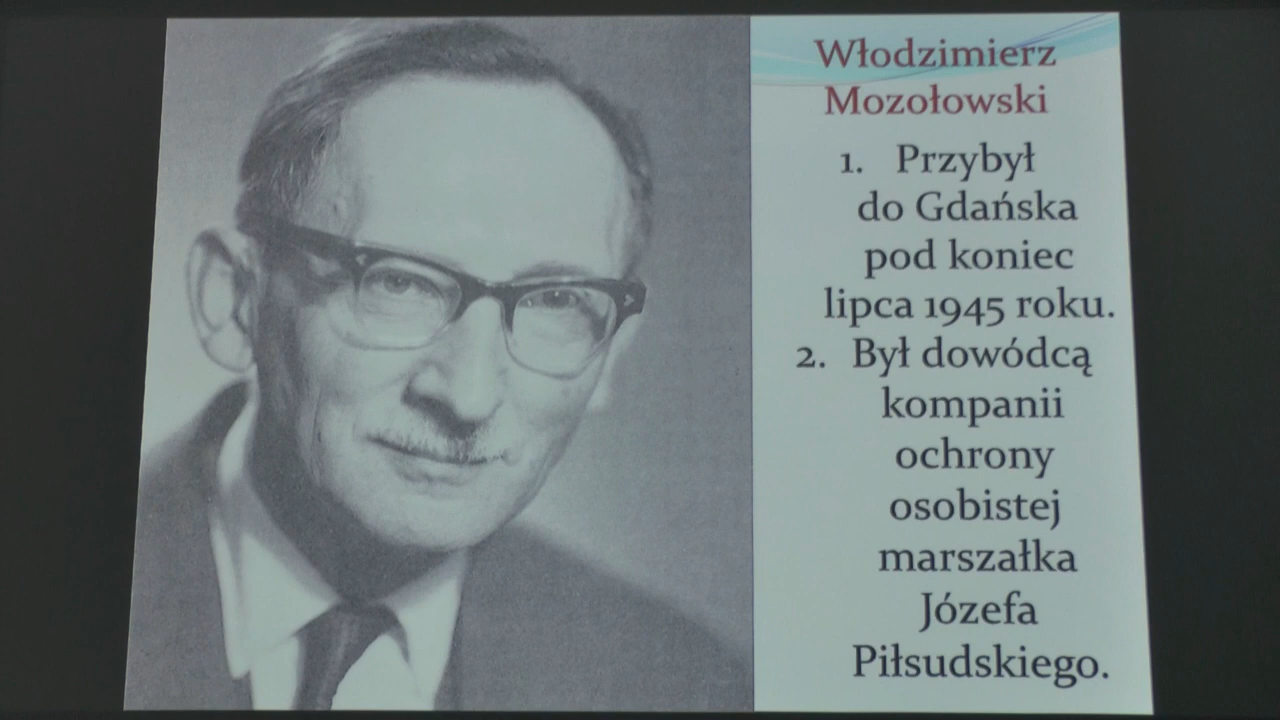 Włodzimierz
Mozołowski
1. Przybył
do Gdańska
pod koniec
lipca 1945 roku.
2. Był dowódcą
kompanii
ochrony
osobistej
marszałka
Józefa
Piłsudskiego.